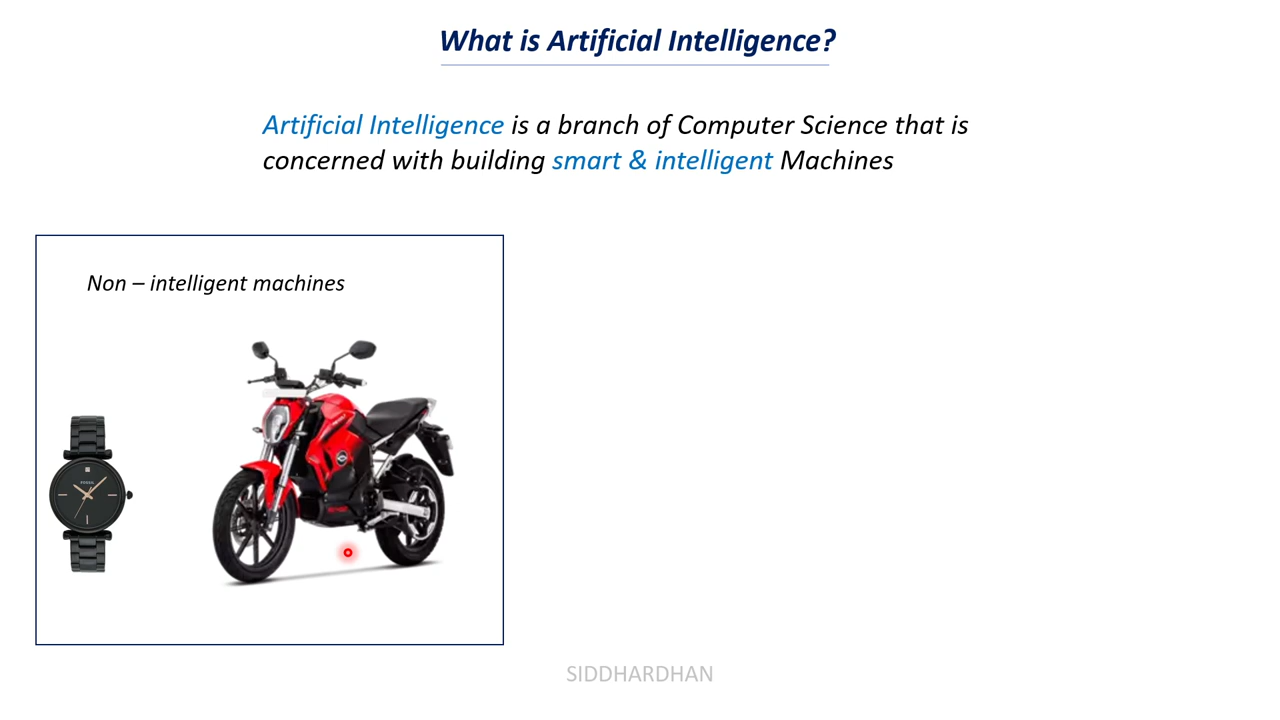 What is Artificial Intelligence?
Artificial Intelligence is a branch of Computer Science that is
concerned with building smart & intelligent Machines
Non – intelligent machines
FOSSIL
SIDDHARDHAN